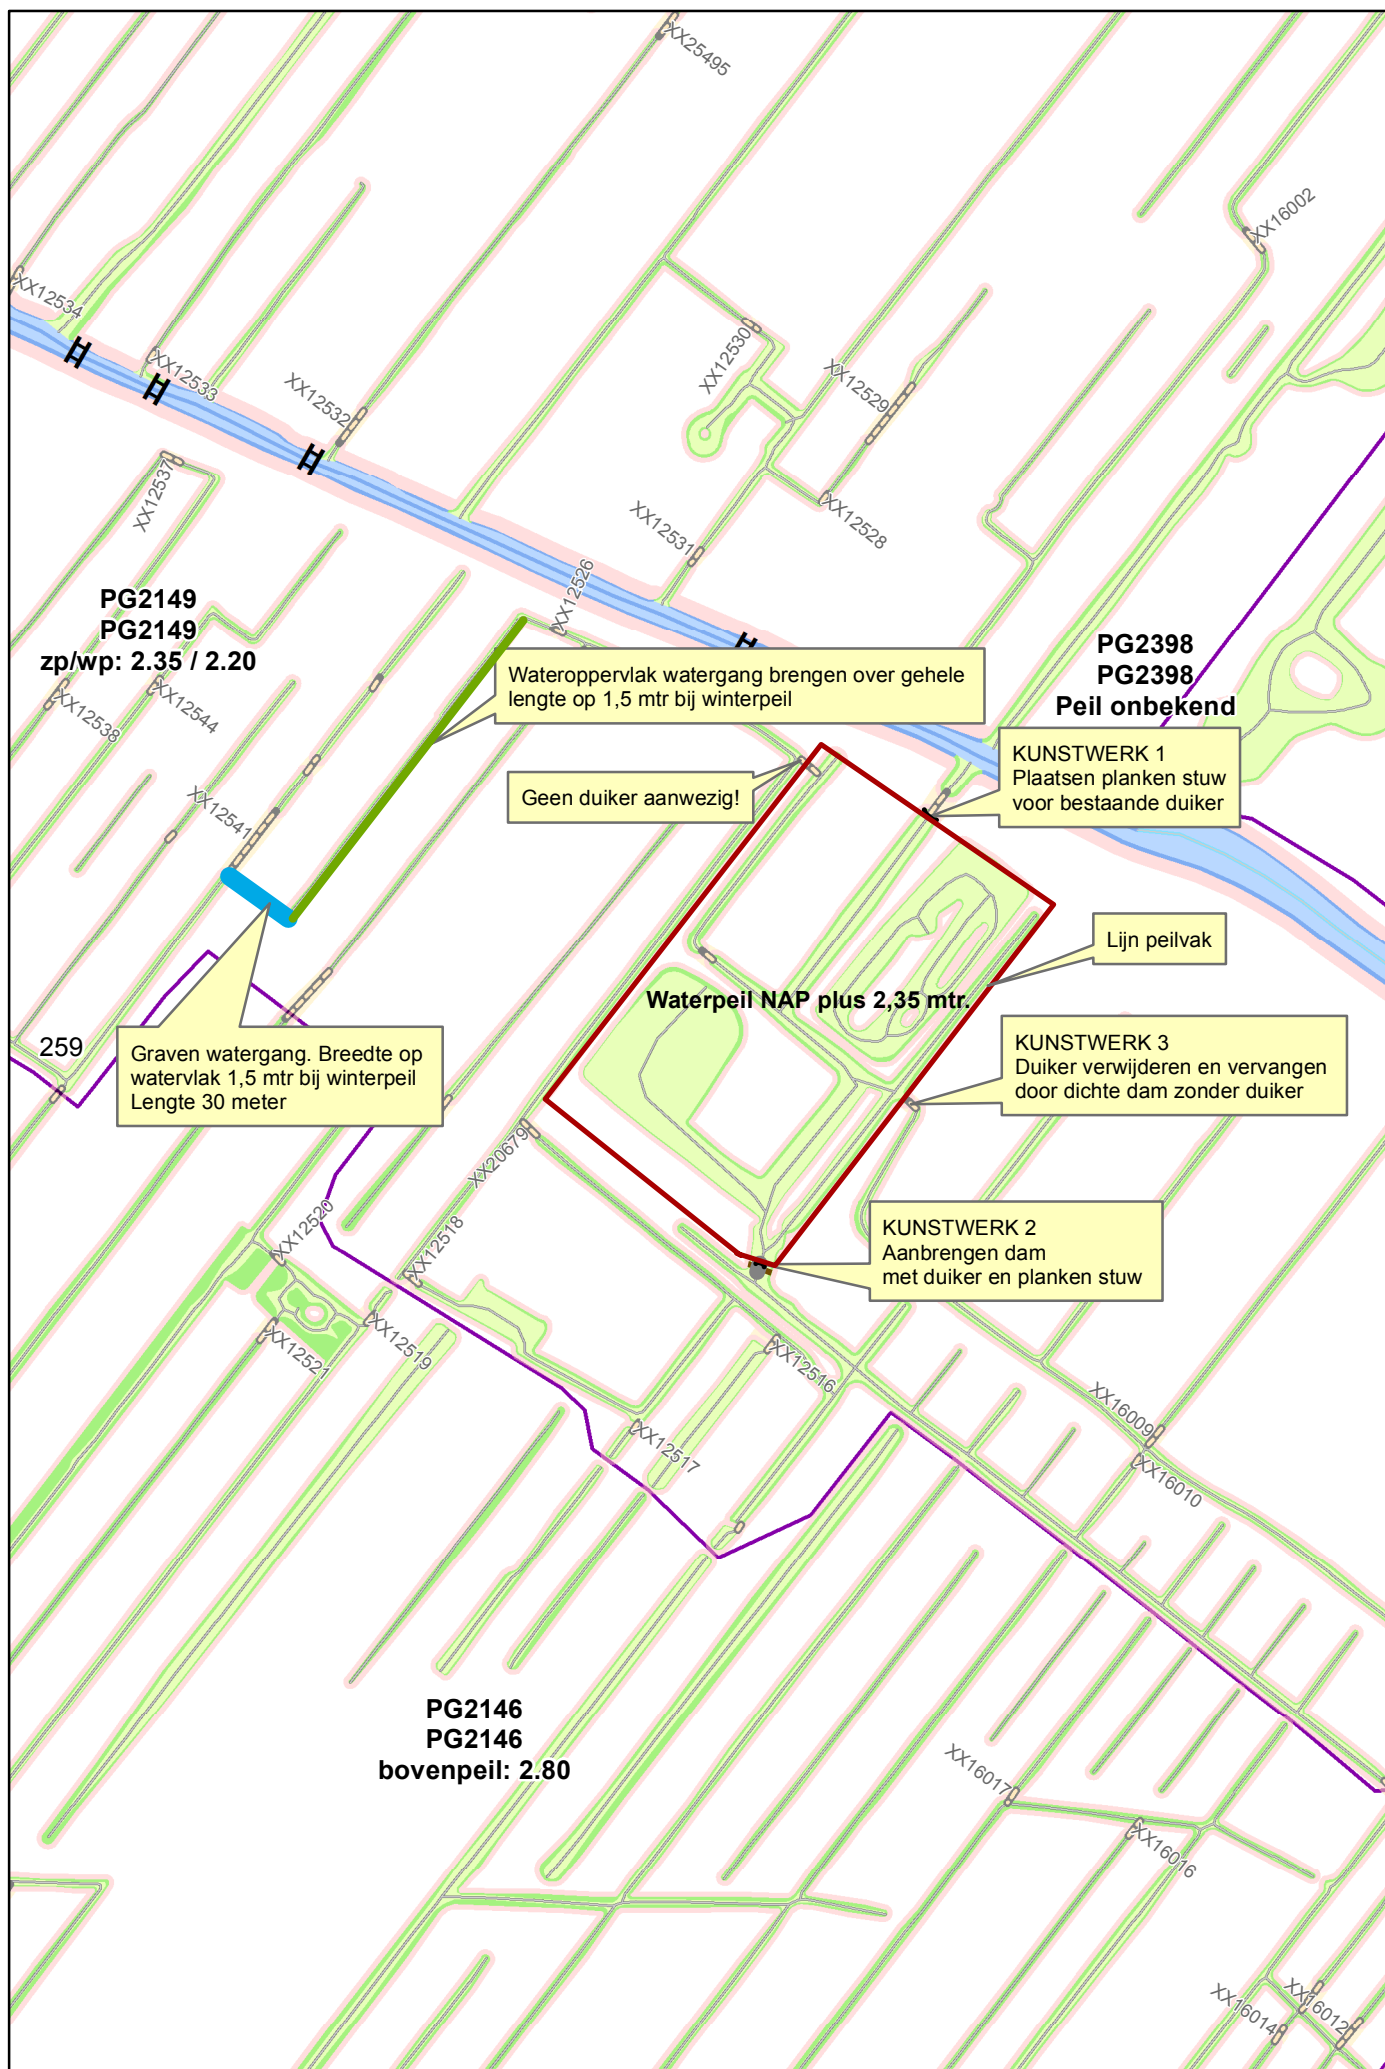 XX25495
XX16002
XX12534
XX12530
XX12533
XX12532
XX12529
XX12537
XX12531
XX12528
XX12526
PG2149
PG2149
zp/wp: 2.35 / 2.20
PG2398
PG2398
Peil onbekend
Wateroppervlak watergang brengen over gehele
lengte op 1,5 mtr bij winterpeil
XX12538
XX12544
KUNSTWERK 1
Plaatsen planken stuw
voor bestaande duiker
Geen duiker aanwezig!
XX12541
Lijn peilvak
Waterpeil NAP plus 2,35 mtr.
259
Graven watergang. Breedte op
watervlak 1,5 mtr bij winterpeil
Lengte 30 meter
KUNSTWERK 3
Duiker verwijderen en vervangen
door dichte dam zonder duiker
XX20679
XX12520
XX12518
KUNSTWERK 2
Aanbrengen dam
met duiker en planken stuw
XX12519
XX12521
XX12516
XX12517
XX16009
XX16010
PG2146
PG2146
bovenpeil: 2.80
XX16017
XX16016
XX16014
XX16012